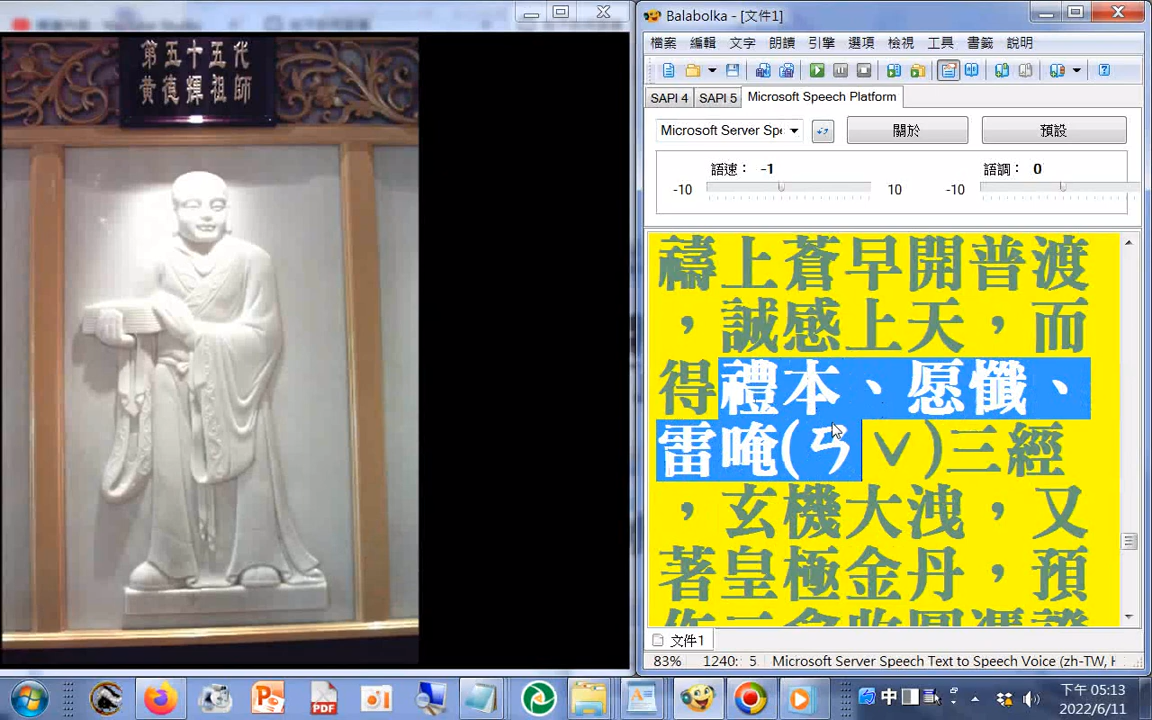 第五十五代
黃德輝祖師
Balabolka - [文件1]
檔案 編輯 文字 朗讀 引擎 選項 檢視 工具 書籤 說明
SAPI 4 SAPI 5 Microsoft Speech Platform
Microsoft Server Spe 關於 預設
語速: -1 語調: 0
-10 10 -10
禱上蒼早開普渡
，誠感上天，而
得禮本、愿懺、
雷唵(ㄢˇ)三經
，玄機大洩，又
著皇極金丹，預
文件1
83% 1240: 5 Microsoft Server Speech Text to Speech Voice (zh-TW, H
中
下午 05:13
2022/6/11